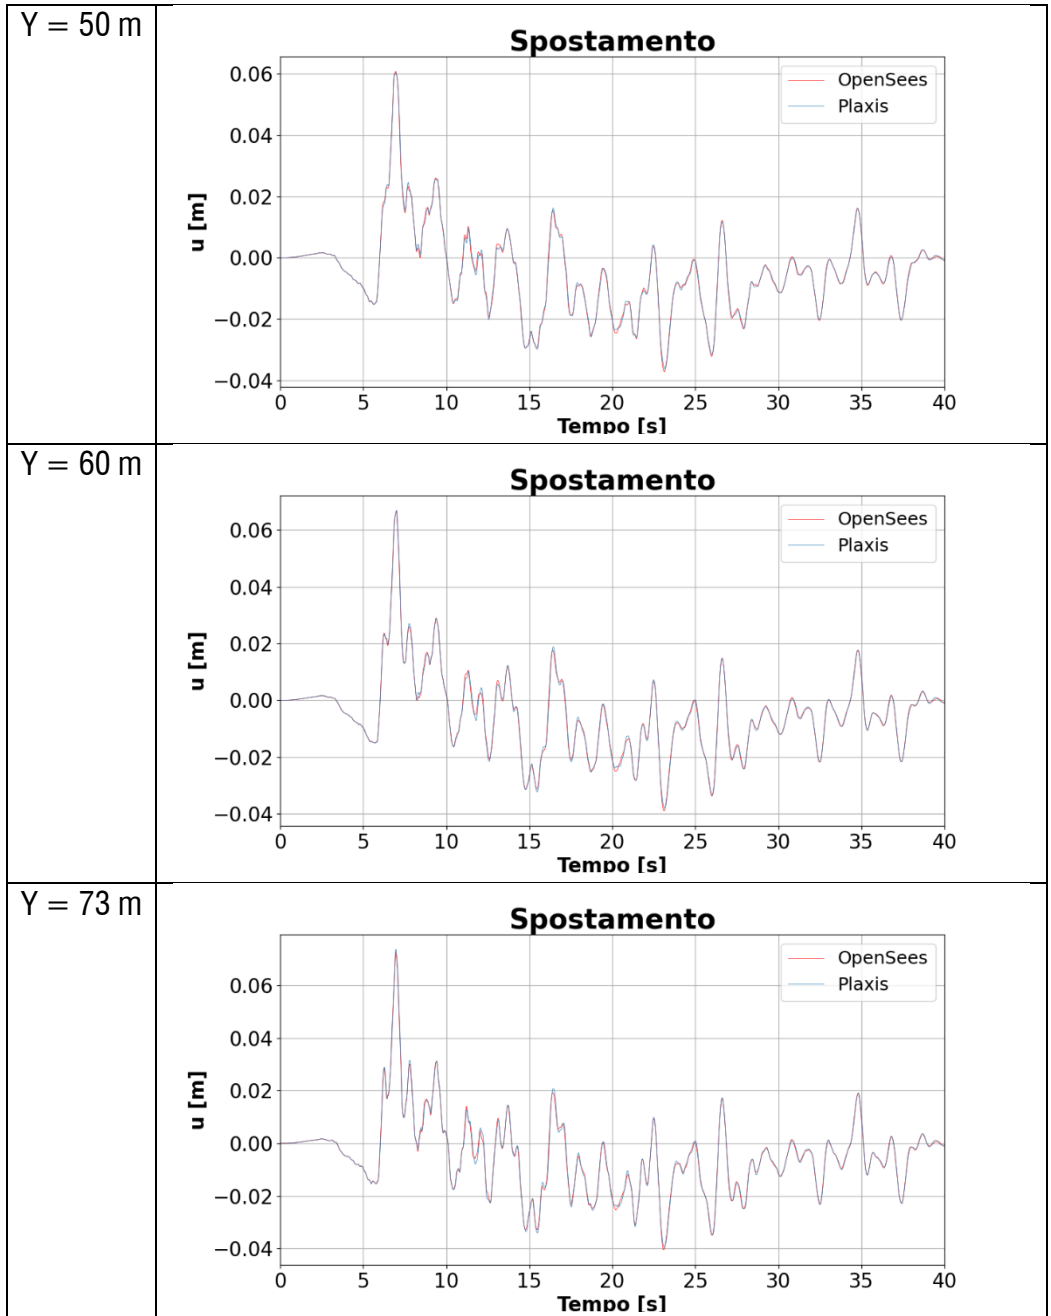 Y = 50 m
Spostamento
OpenSees
Plaxis
0.06
0.04
0.02
0.00
−0.02
−0.04
u [m]
0 5 10 15 20 25 30 35 40
Tempo [s]
Y = 60 m
Spostamento
OpenSees
Plaxis
0.06
0.04
0.02
0.00
−0.02
−0.04
u [m]
0 5 10 15 20 25 30 35 40
Tempo [s]
Y = 73 m
Spostamento
OpenSees
Plaxis
0.06
0.04
0.02
0.00
−0.02
−0.04
u [m]
0 5 10 15 20 25 30 35 40
Tempo [s]